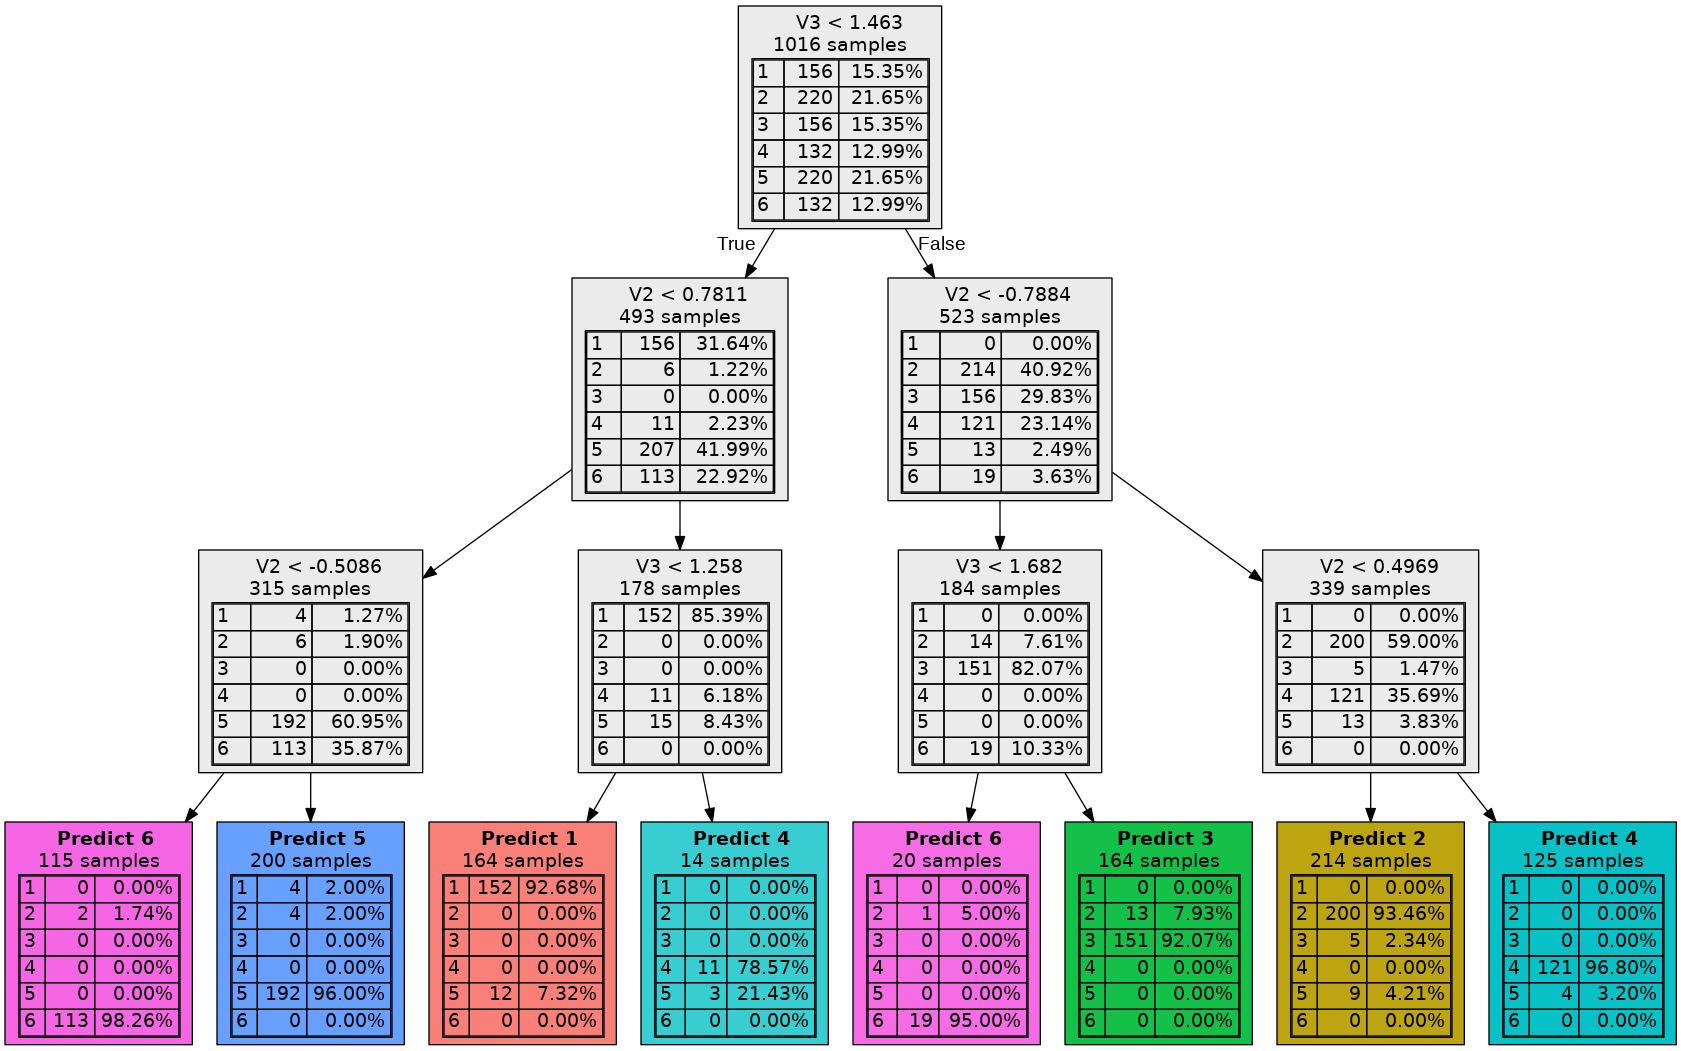 V3 < 1.463
1016 samples
1 156 15.35%
2 220 21.65%
3 156 15.35%
4 132 12.99%
5 220 21.65%
6 132 12.99%
True
False
V2 < 0.7811
493 samples
1 156 31.64%
2 6 1.22%
3 0 0.00%
4 11 2.23%
5 207 41.99%
6 113 22.92%
V2 < -0.7884
523 samples
1 0 0.00%
2 214 40.92%
3 156 29.83%
4 121 23.14%
5 13 2.49%
6 19 3.63%
V2 < -0.5086
315 samples
1 4 1.27%
2 6 1.90%
3 0 0.00%
4 0 0.00%
5 192 60.95%
6 113 35.87%
V3 < 1.258
178 samples
1 152 85.39%
2 0 0.00%
3 0 0.00%
4 11 6.18%
5 15 8.43%
6 0 0.00%
V3 < 1.682
184 samples
1 0 0.00%
2 14 7.61%
3 151 82.07%
4 0 0.00%
5 0 0.00%
6 19 10.33%
V2 < 0.4969
339 samples
1 0 0.00%
2 200 59.00%
3 5 1.47%
4 121 35.69%
5 13 3.83%
6 0 0.00%
Predict 6
115 samples
1 0 0.00%
2 2 1.74%
3 0 0.00%
4 0 0.00%
5 0 0.00%
6 113 98.26%
Predict 5
200 samples
1 4 2.00%
2 4 2.00%
3 0 0.00%
4 0 0.00%
5 192 96.00%
6 0 0.00%
Predict 1
164 samples
1 152 92.68%
2 0 0.00%
3 0 0.00%
4 0 0.00%
5 12 7.32%
6 0 0.00%
Predict 4
14 samples
1 0 0.00%
2 0 0.00%
3 0 0.00%
4 11 78.57%
5 3 21.43%
6 0 0.00%
Predict 6
20 samples
1 0 0.00%
2 1 5.00%
3 0 0.00%
4 0 0.00%
5 0 0.00%
6 19 95.00%
Predict 3
164 samples
1 0 0.00%
2 13 7.93%
3 151 92.07%
4 0 0.00%
5 0 0.00%
6 0 0.00%
Predict 2
214 samples
1 0 0.00%
2 200 93.46%
3 5 2.34%
4 0 0.00%
5 9 4.21%
6 0 0.00%
Predict 4
125 samples
1 0 0.00%
2 0 0.00%
3 0 0.00%
4 121 96.80%
5 4 3.20%
6 0 0.00%